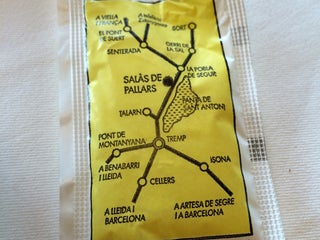 A VIELLA
I FRANÇA
SORT
EL PONT
DE SUERT
GERRI DE
LA SAL
SENTERADA
LA POBLA
DE SEGUR
SALÀS DE
PALLARS
PANTÀ DE
SANT ANTONI
TALARN
PONT DE
MONTANYANA
TREMP
A BENABARRI
I LLEIDA
ISONA
CELLERS
A LLEIDA I
BARCELONA
A ARTESA DE SEGRE
I A BARCELONA